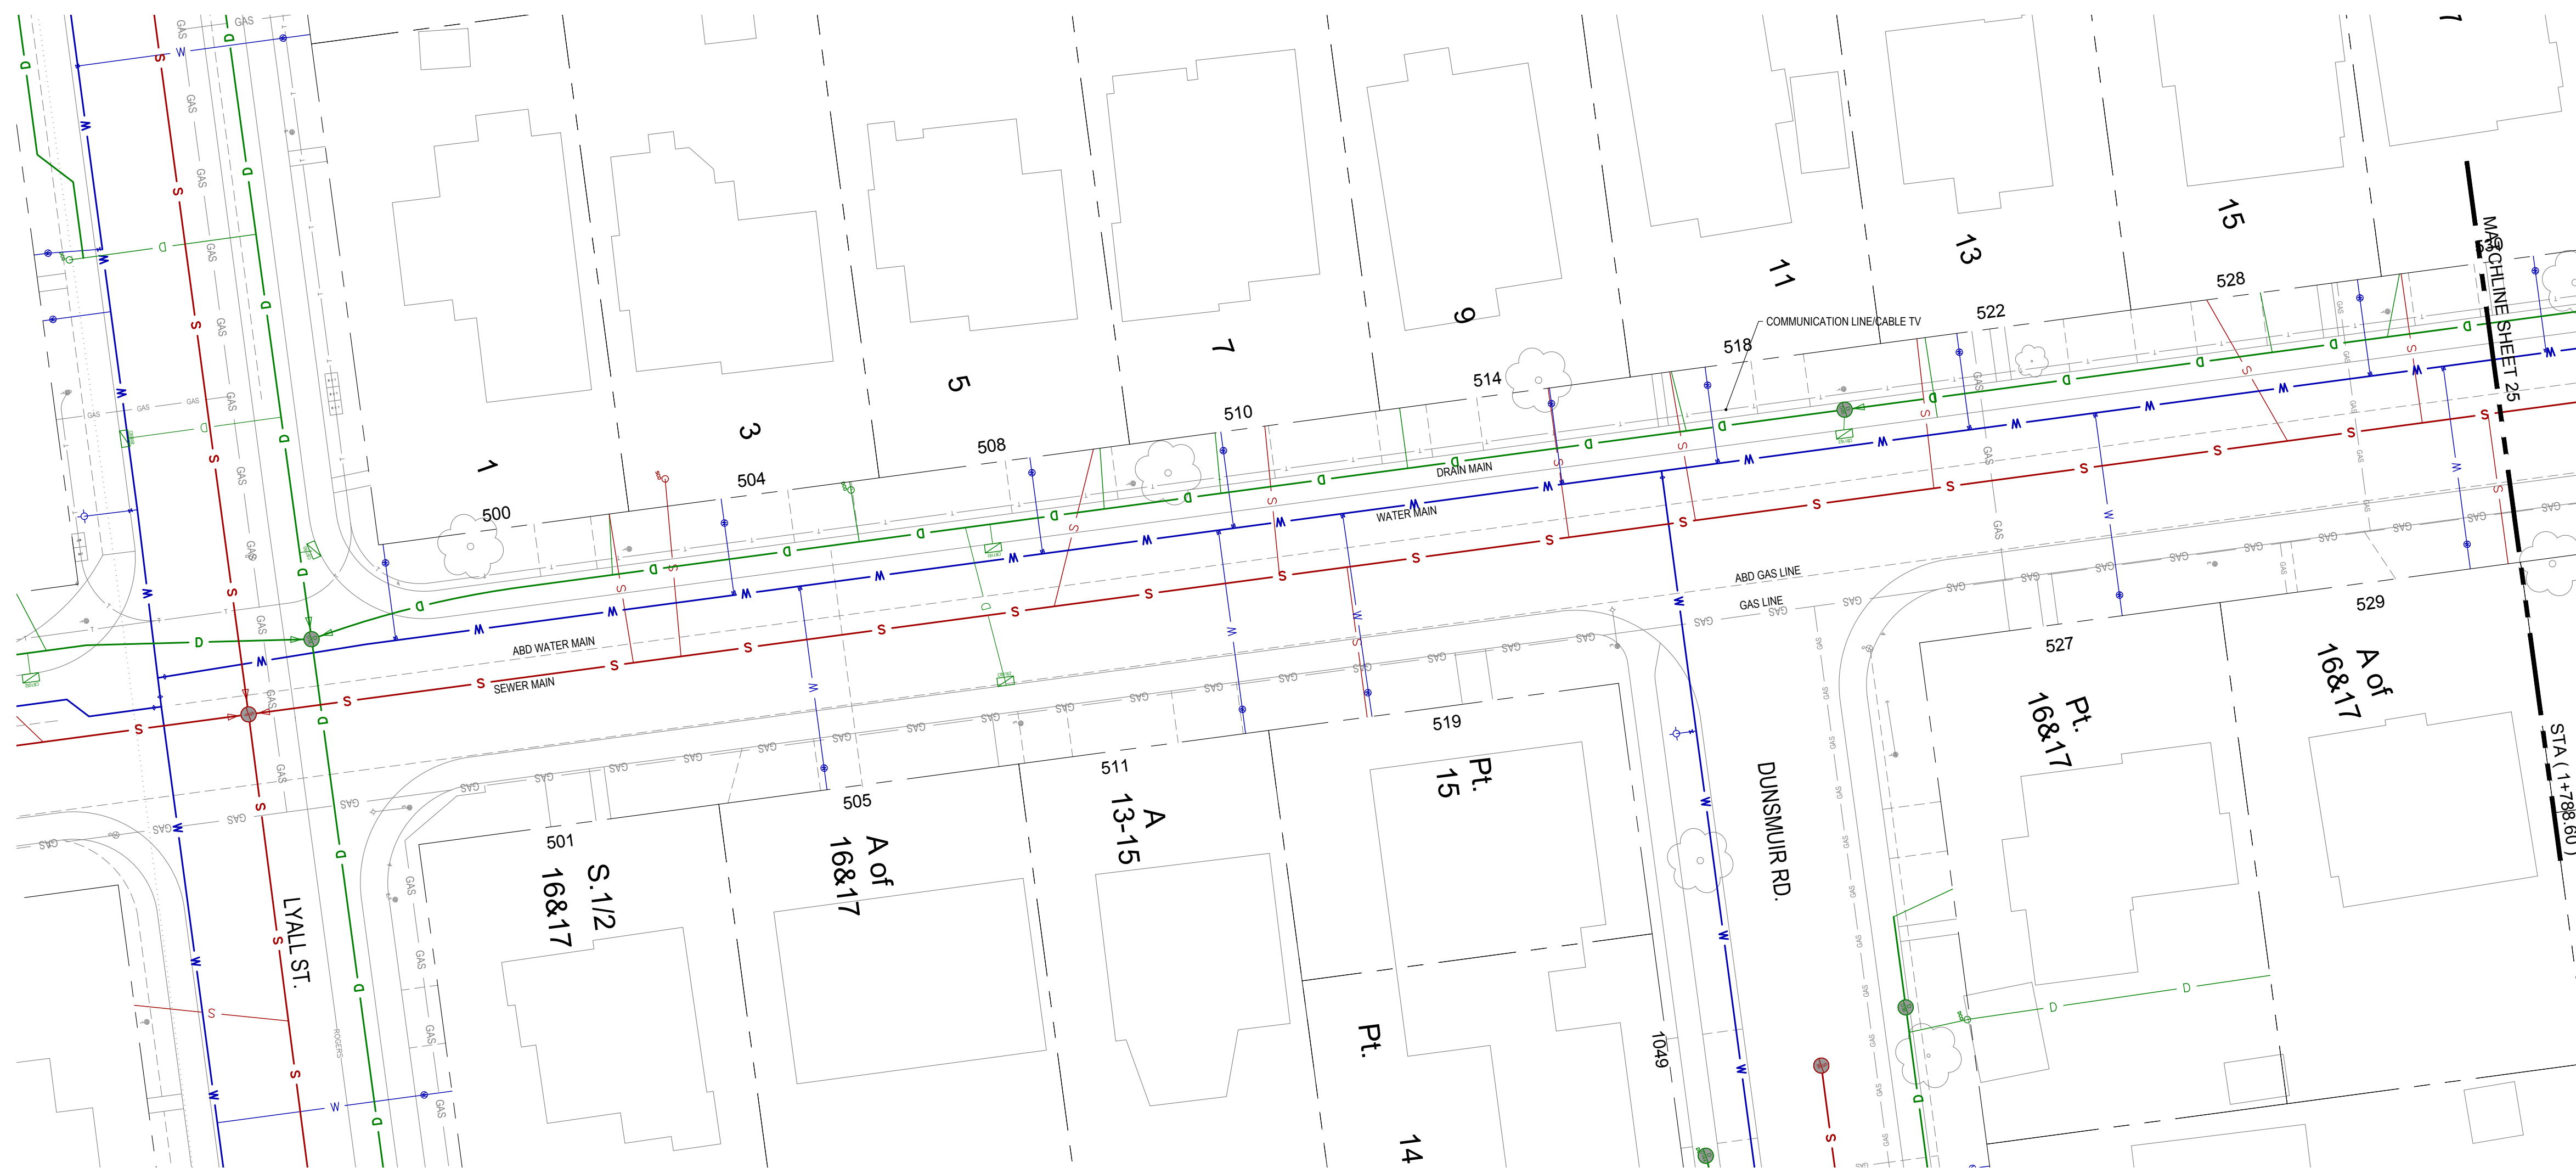 GAS
GAS
W
S
D
COMMUNICATION LINE/CABLE TV
MATCHLINE SHEET 25
STA ( 1+788.60 )
1
3
5
7
9
11
13
15
500
504
508
510
514
518
522
528
DRAIN MAIN
WATER MAIN
ABD WATER MAIN
SEWER MAIN
ABD GAS LINE
GAS LINE
501
505
511
519
527
529
S.1/2
16&17
A of
16&17
A
13-15
Pt.
15
Pt.
16&17
A of
16&17
Pt.
14
1049
LYALL ST.
DUNSMUIR RD.
ROGERS